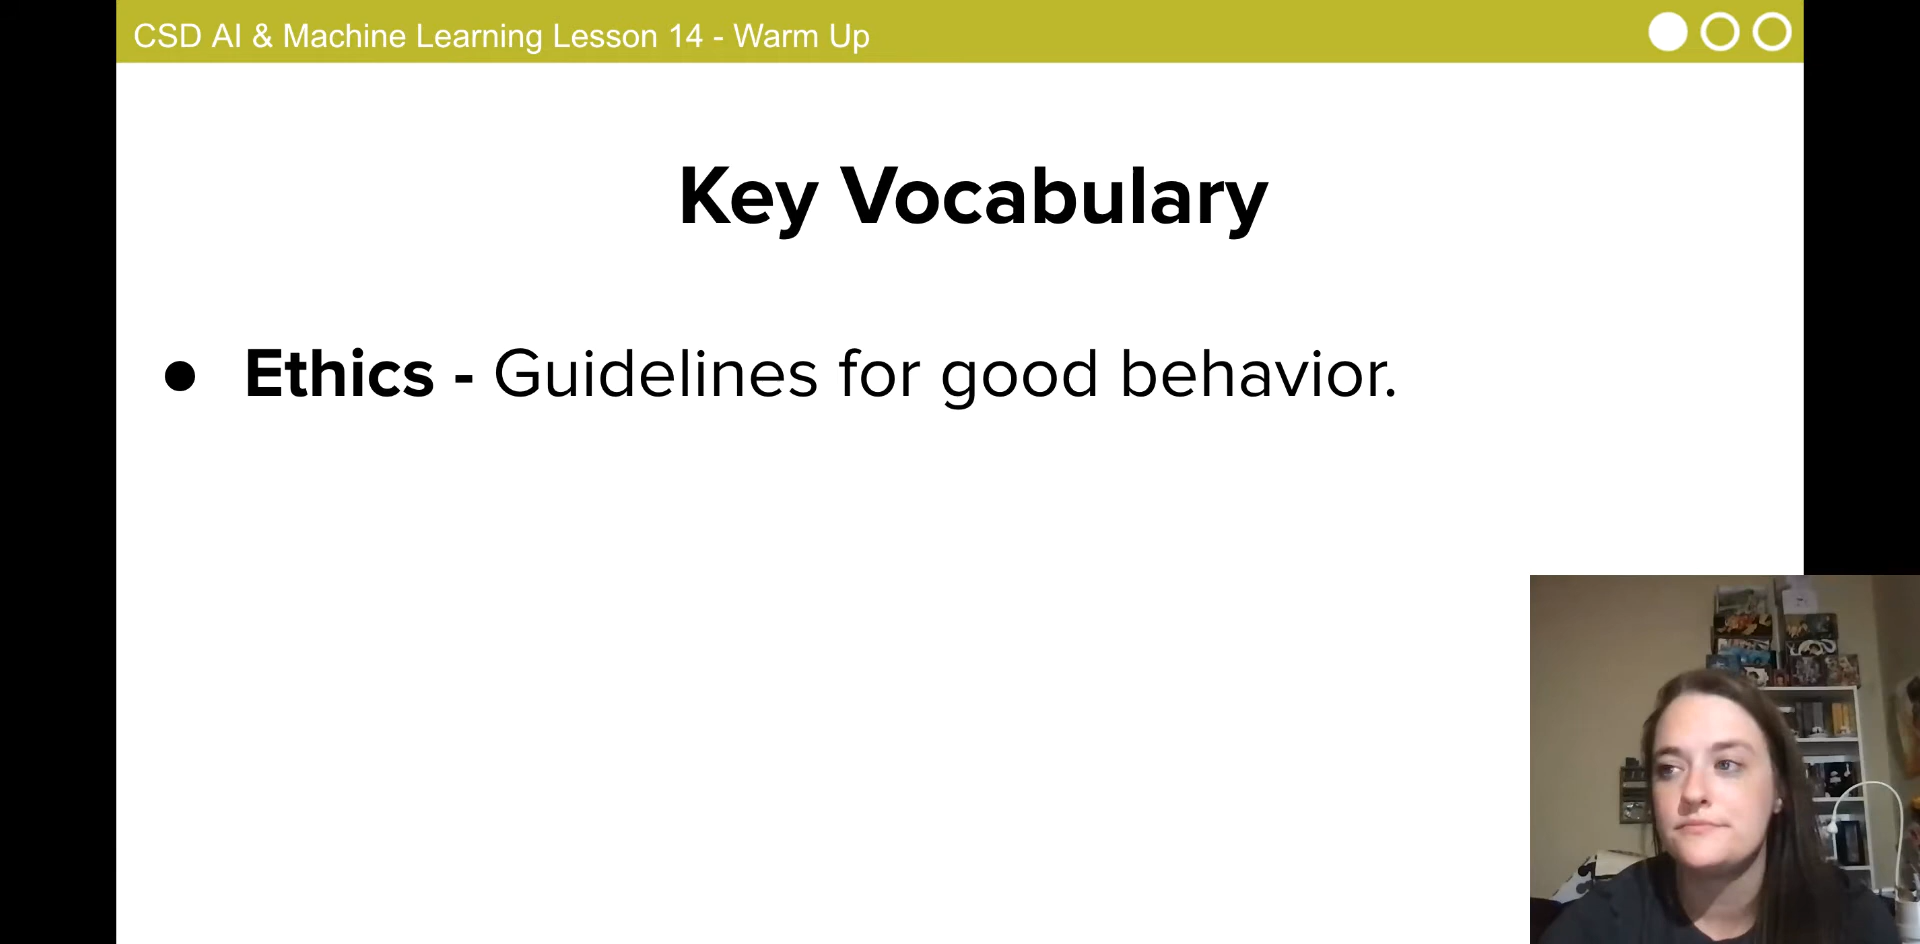 CSD AI & Machine Learning Lesson 14 - Warm Up
Key Vocabulary
● Ethics - Guidelines for good behavior.